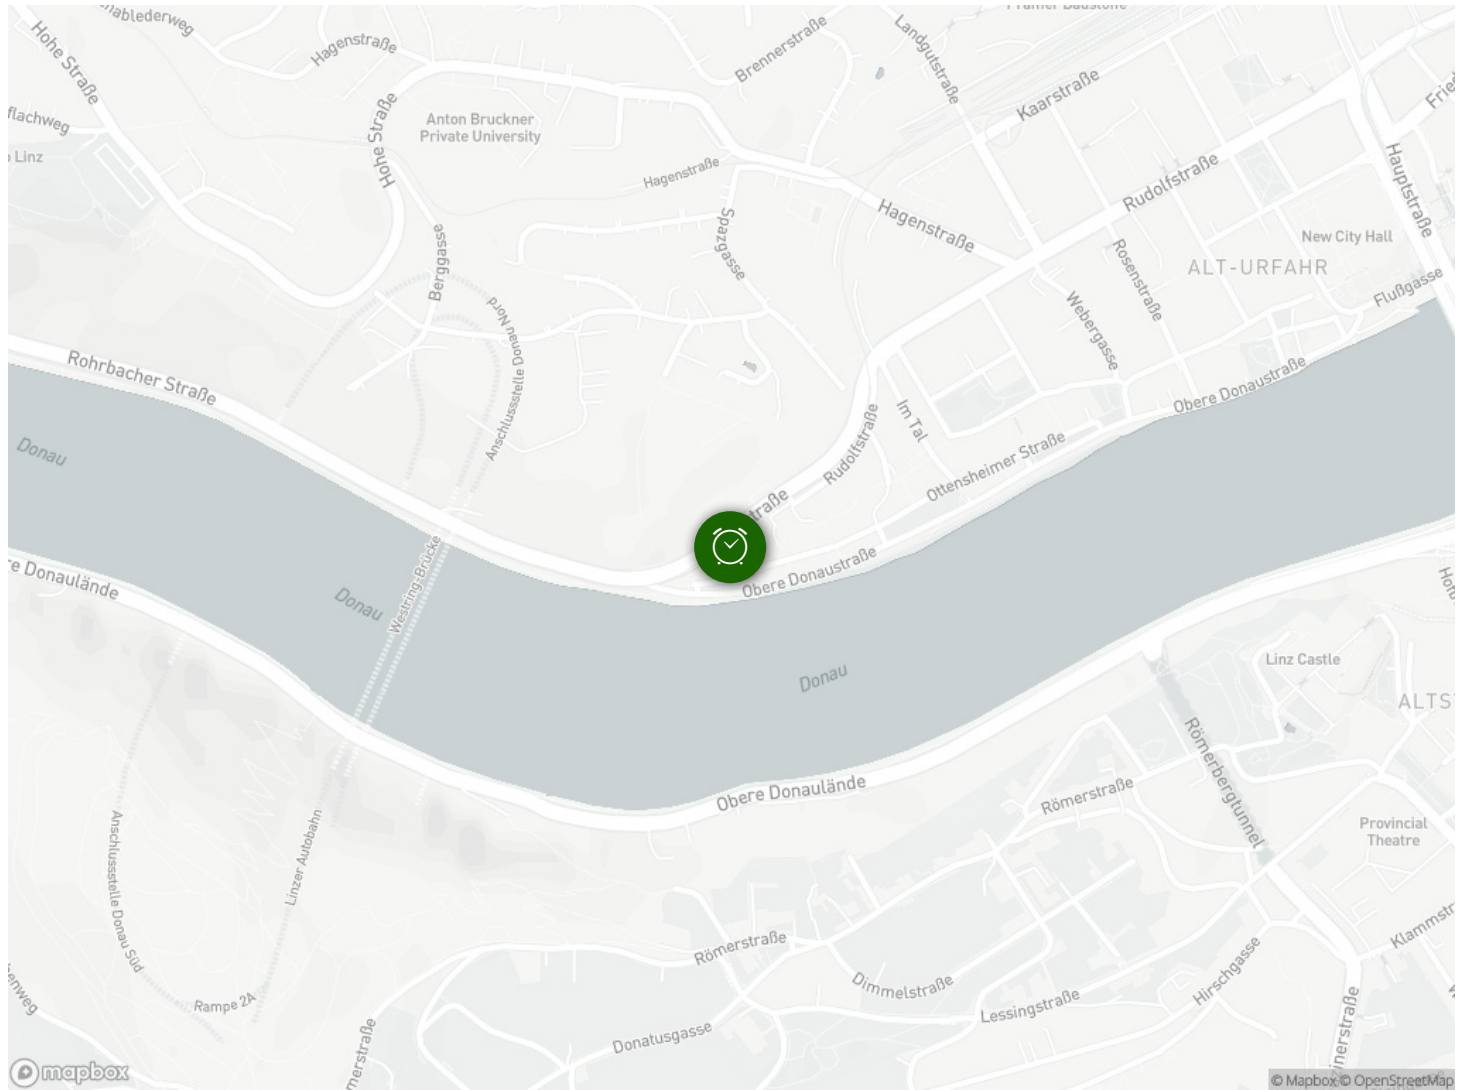 Hohe Straße
Hagenstraße
Brennerstraße
Landgutstraße
Kaarstraße
Hohe Straße
Anton Bruckner
Private University
Linz
Hagenstraße
Hagenstraße
Rudolfstraße
Hauptstraße
New City Hall
ALT-URFAHR
Flußgasse
Spazgasse
Berggasse
Anschlussstelle Donau Nord
Rosenstraße
Webergasse
Rohrbacher Straße
Obere Donaustraße
Im Tal
Rudolfstraße
Ottensheimer Straße
Donau
Obere Donaustraße
Westring-Brücke
Donau
Donau
Linz Castle
Römerbergtunnel
Obere Donaulände
Römerstraße
Provincial
Theatre
Anschlussstelle Donau Süd
Linzer Autobahn
Rampe 2A
Römerstraße
Dimmelstraße
Lessingstraße
Hirschgasse
Donatusgasse
mapbox
© Mapbox © OpenStreetMap